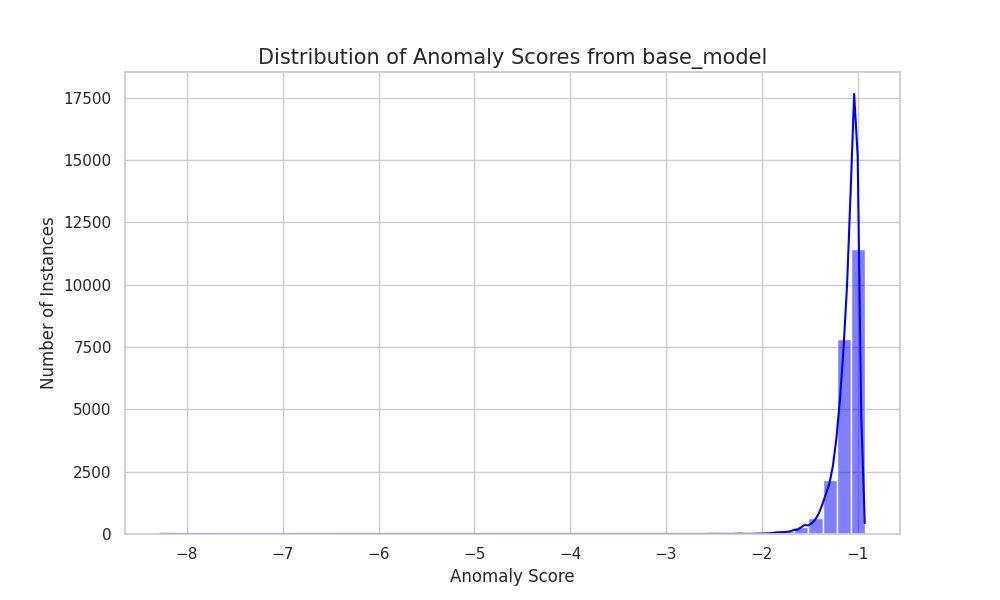 Distribution of Anomaly Scores from base_model
17500
15000
12500
10000
7500
5000
2500
0
Number of Instances
−8 −7 −6 −5 −4 −3 −2 −1
Anomaly Score